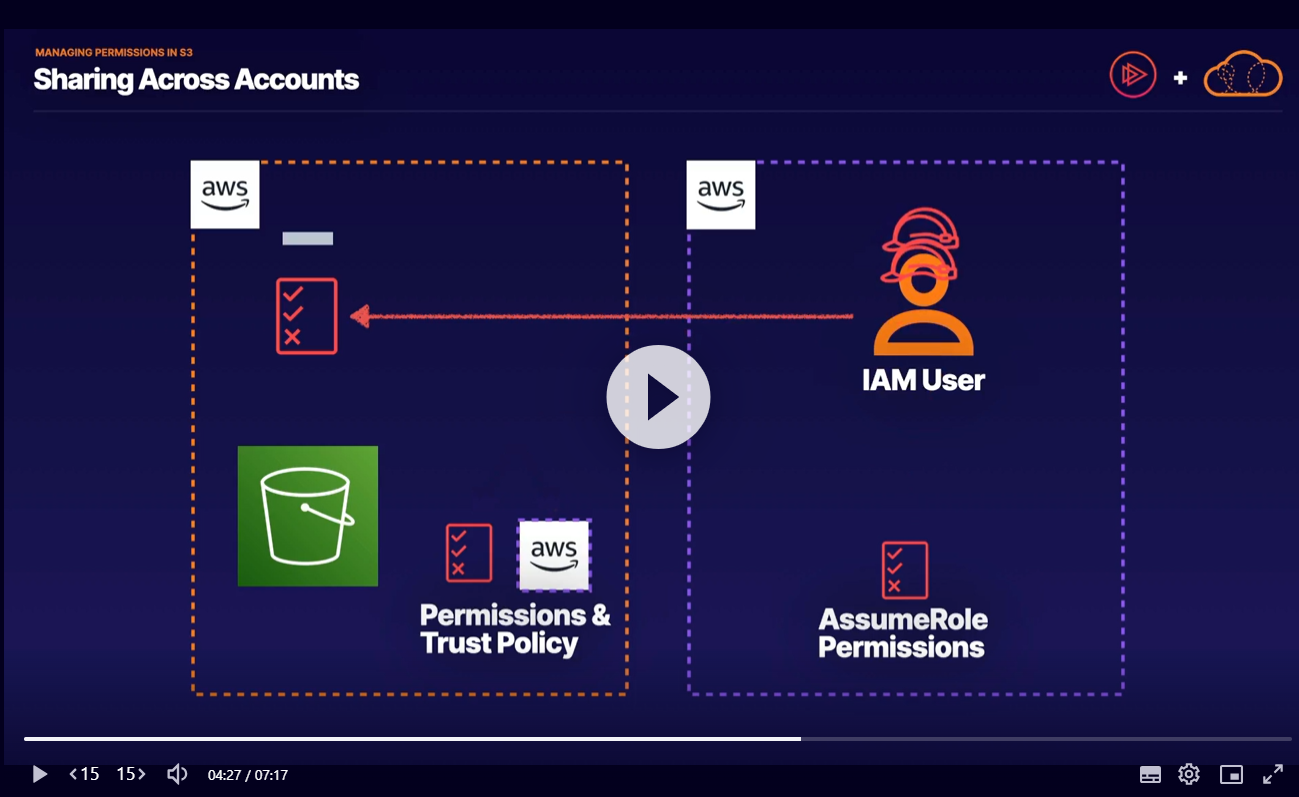 MANAGING PERMISSIONS IN S3
Sharing Across Accounts
+
aws
aws
IAM User
aws
Permissions &
Trust Policy
AssumeRole
Permissions
15
15
04:27 / 07:17